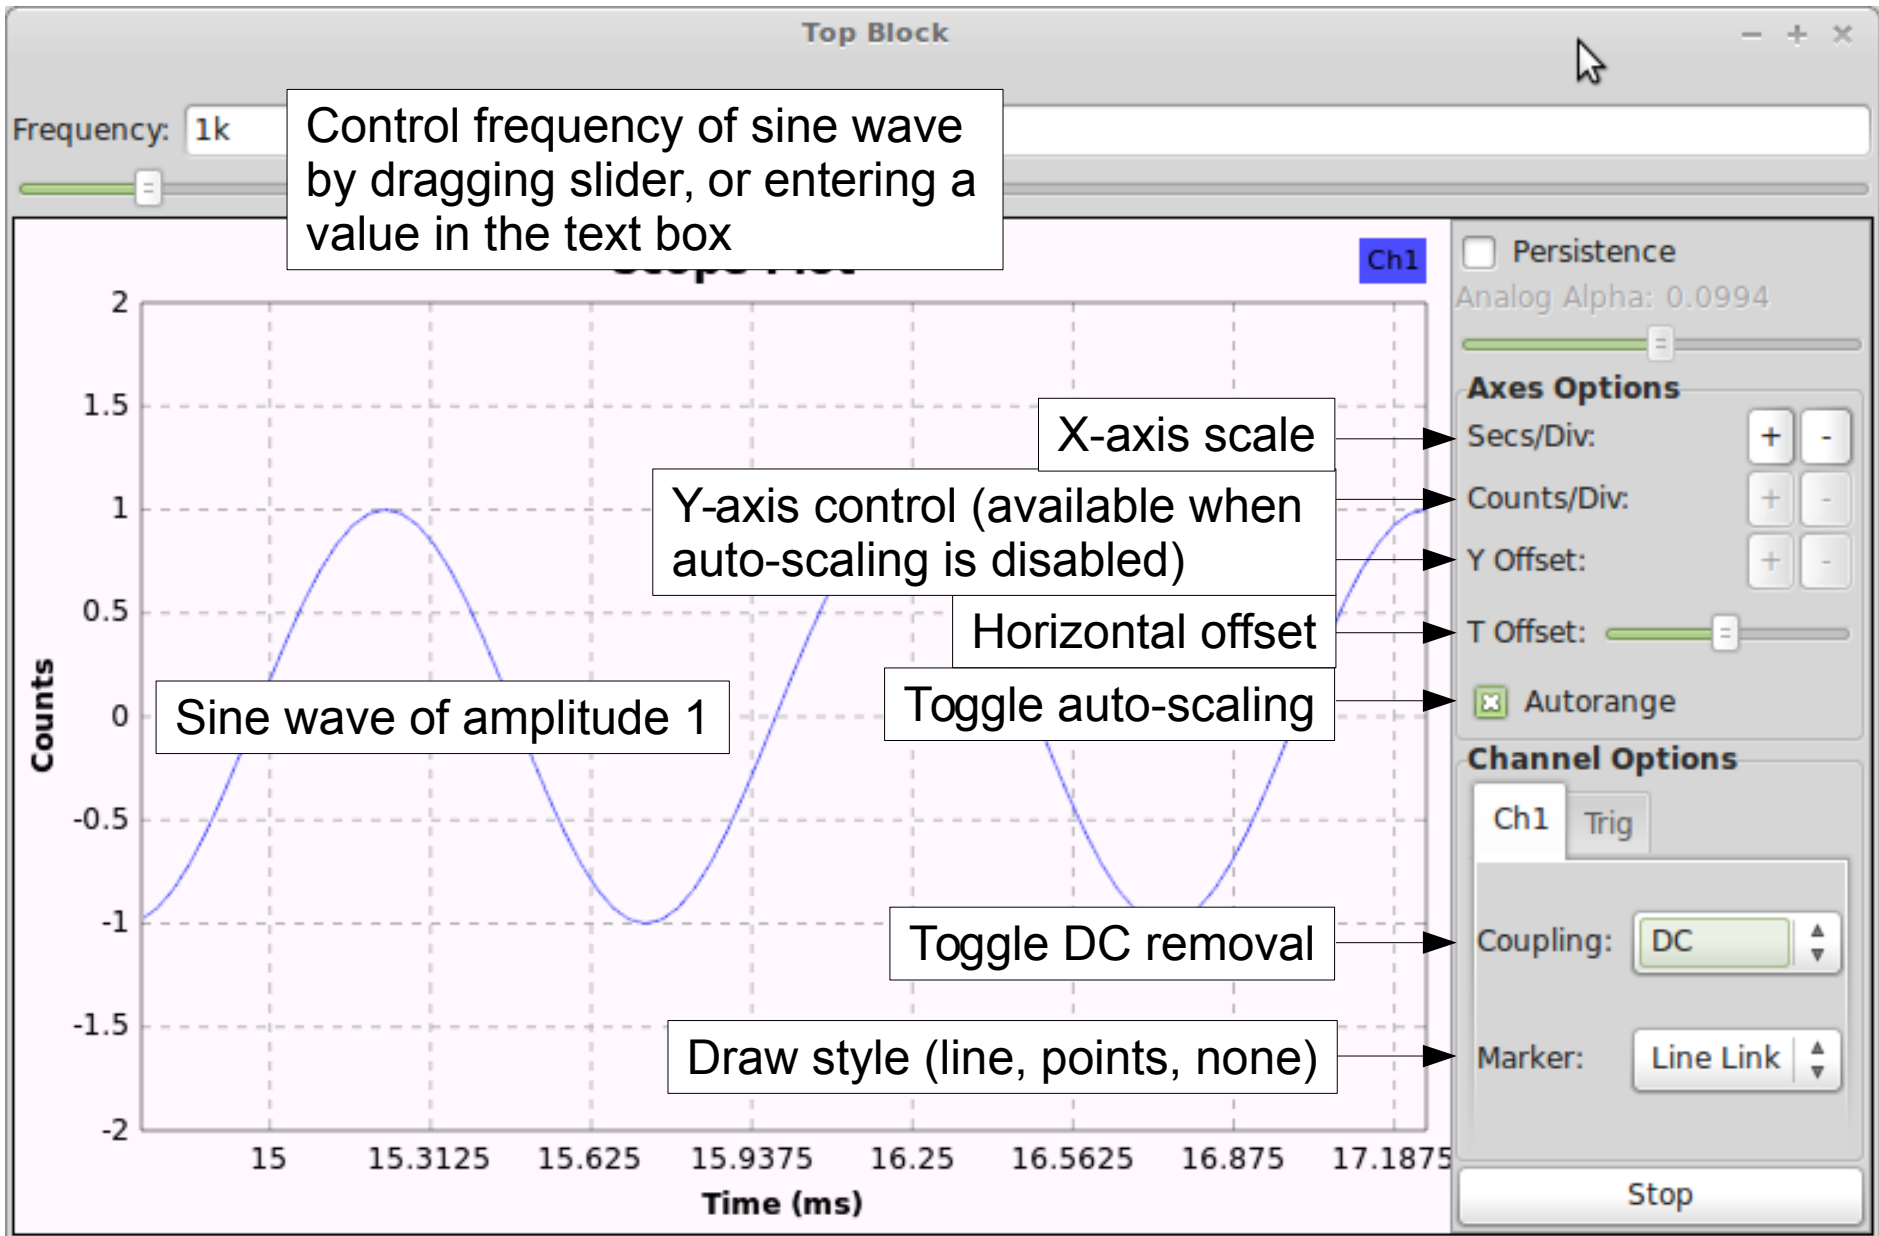 Top Block
Frequency: 1k
Control frequency of sine wave
by dragging slider, or entering a
value in the text box
Ch1
2
1.5
1
0.5
0
-0.5
-1
-1.5
-2
Counts
15 15.3125 15.625 15.9375 16.25 16.5625 16.875 17.1875
Time (ms)
Sine wave of amplitude 1
X-axis scale
Y-axis control (available when
auto-scaling is disabled)
Horizontal offset
Toggle auto-scaling
Toggle DC removal
Draw style (line, points, none)
Persistence
Analog Alpha: 0.0994
Axes Options
Secs/Div: + -
Counts/Div: + -
Y Offset: + -
T Offset:
Autorange
Channel Options
Ch1 Trig
Coupling: DC
Marker: Line Link
Stop